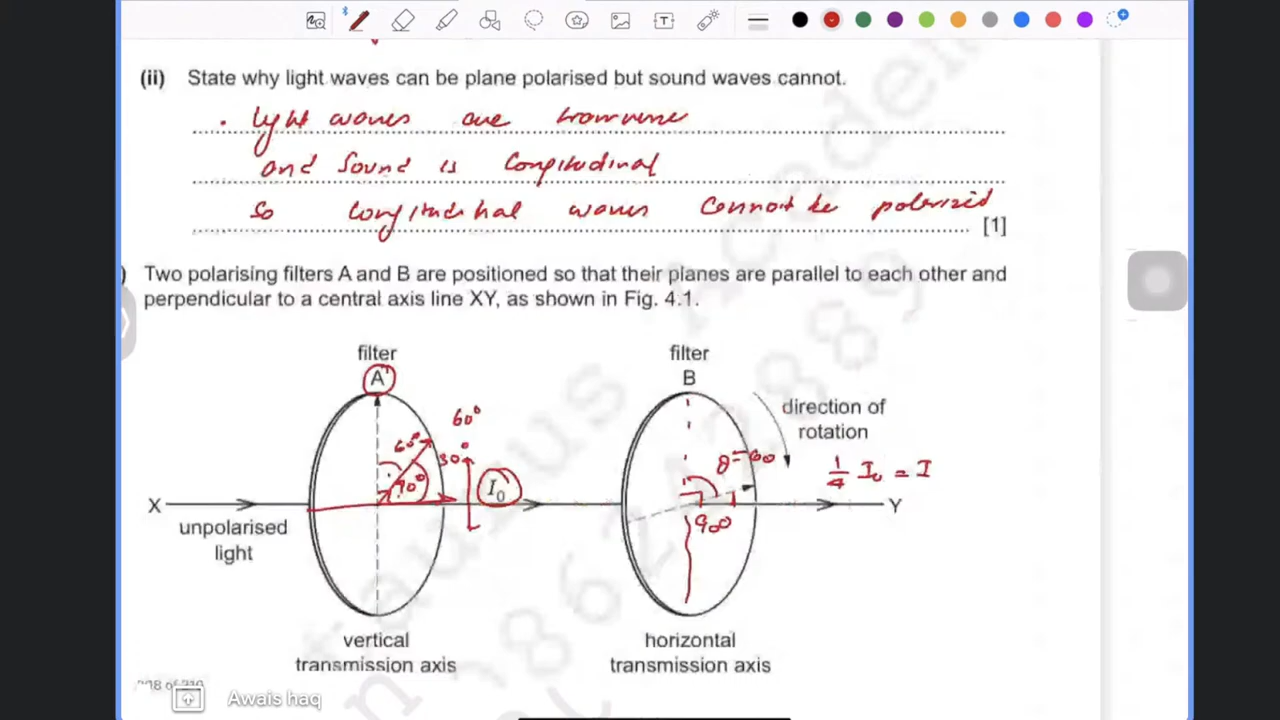 (ii) State why light waves can be plane polarised but sound waves cannot.
. light waves are
and Sound is longitudinal
So longitudinal waves cannot be polarized
[1]
) Two polarising filters A and B are positioned so that their planes are parallel to each other and
perpendicular to a central axis line XY, as shown in Fig. 4.1.
filter
A
filter
B
direction of
rotation
60°
60°
30°
90°
I₀
θ=60
90°
1/4 I₀ = I
X
Y
unpolarised
light
vertical
transmission axis
horizontal
transmission axis
Awais haq